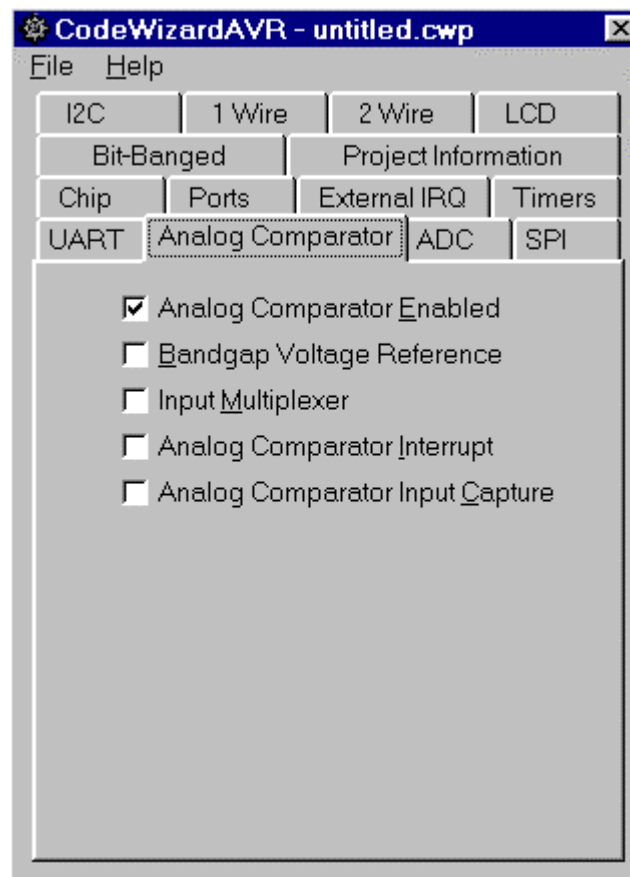 CodeWizardAVR - untitled.cwp
File Help
I2C 1 Wire 2 Wire LCD
Bit-Banged Project Information
Chip Ports External IRQ Timers
UART Analog Comparator ADC SPI
Analog Comparator Enabled
Bandgap Voltage Reference
Input Multiplexer
Analog Comparator Interrupt
Analog Comparator Input Capture